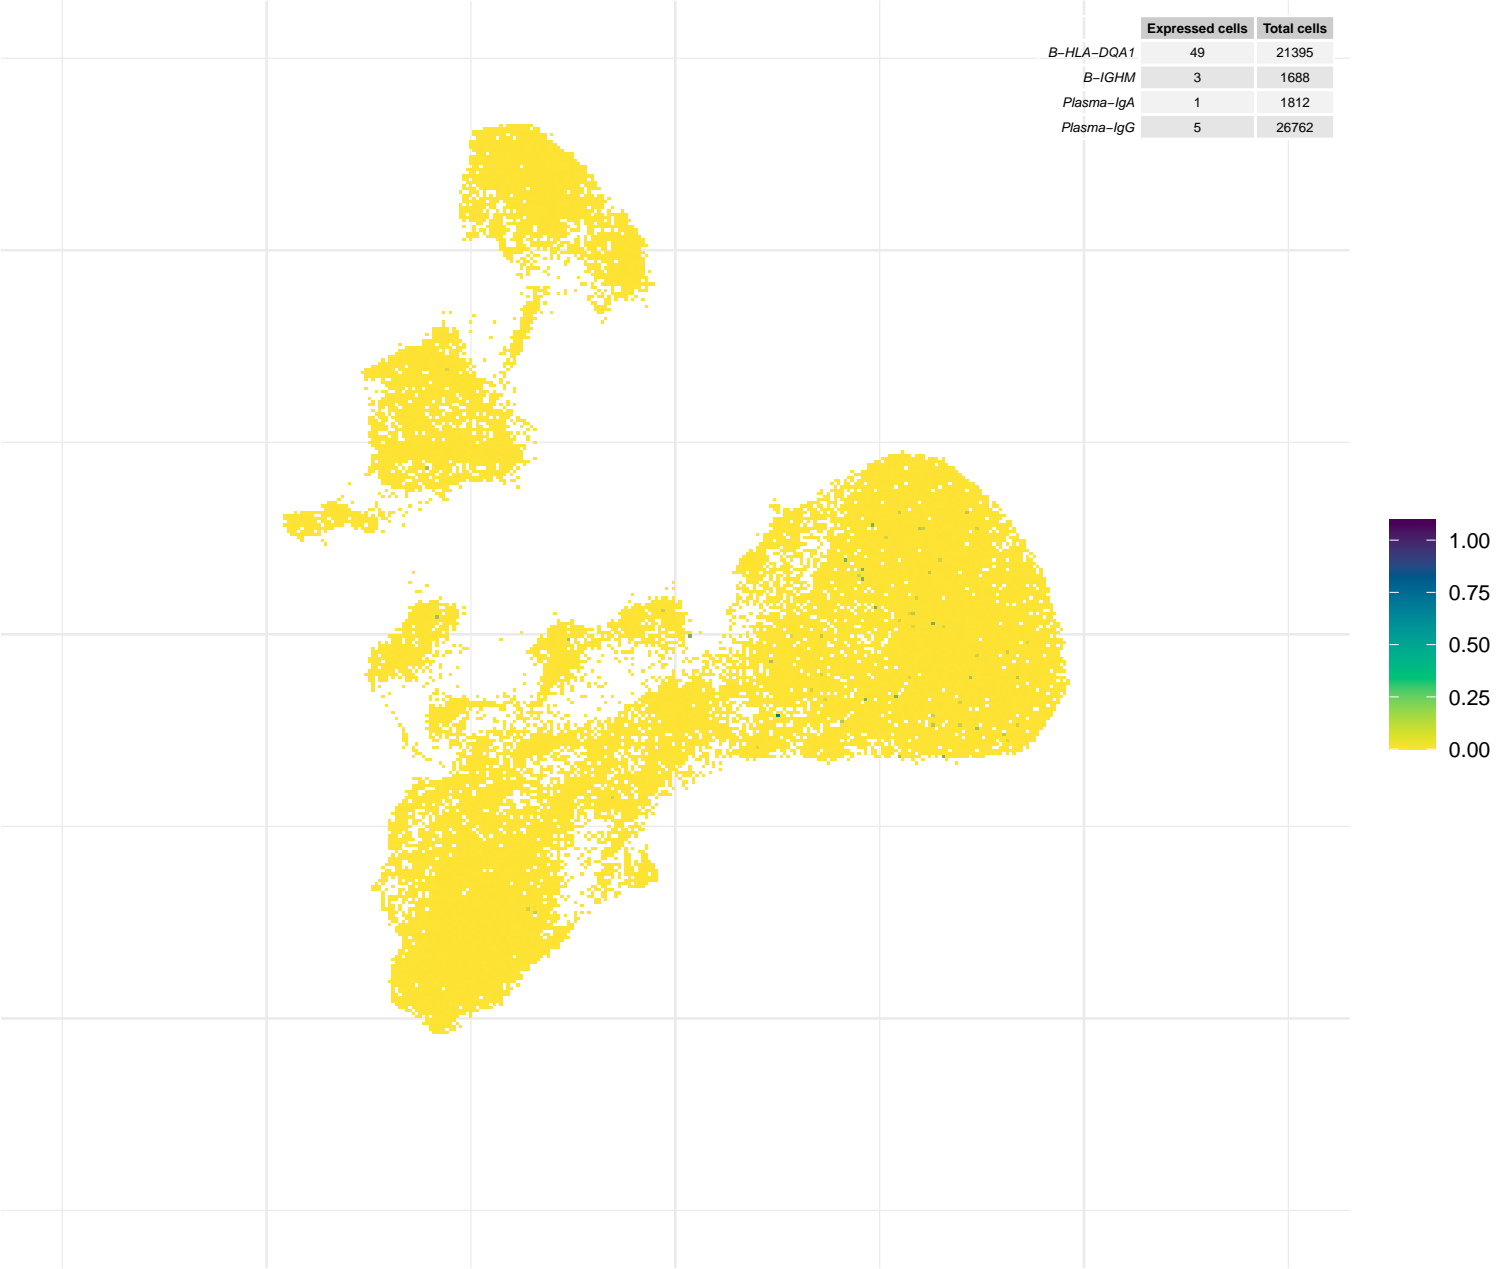 Expressed cells Total cells
B−HLA−DQA1 49 21395
B−IGHM 3 1688
Plasma−IgA 1 1812
Plasma−IgG 5 26762
1.00
0.75
0.50
0.25
0.00